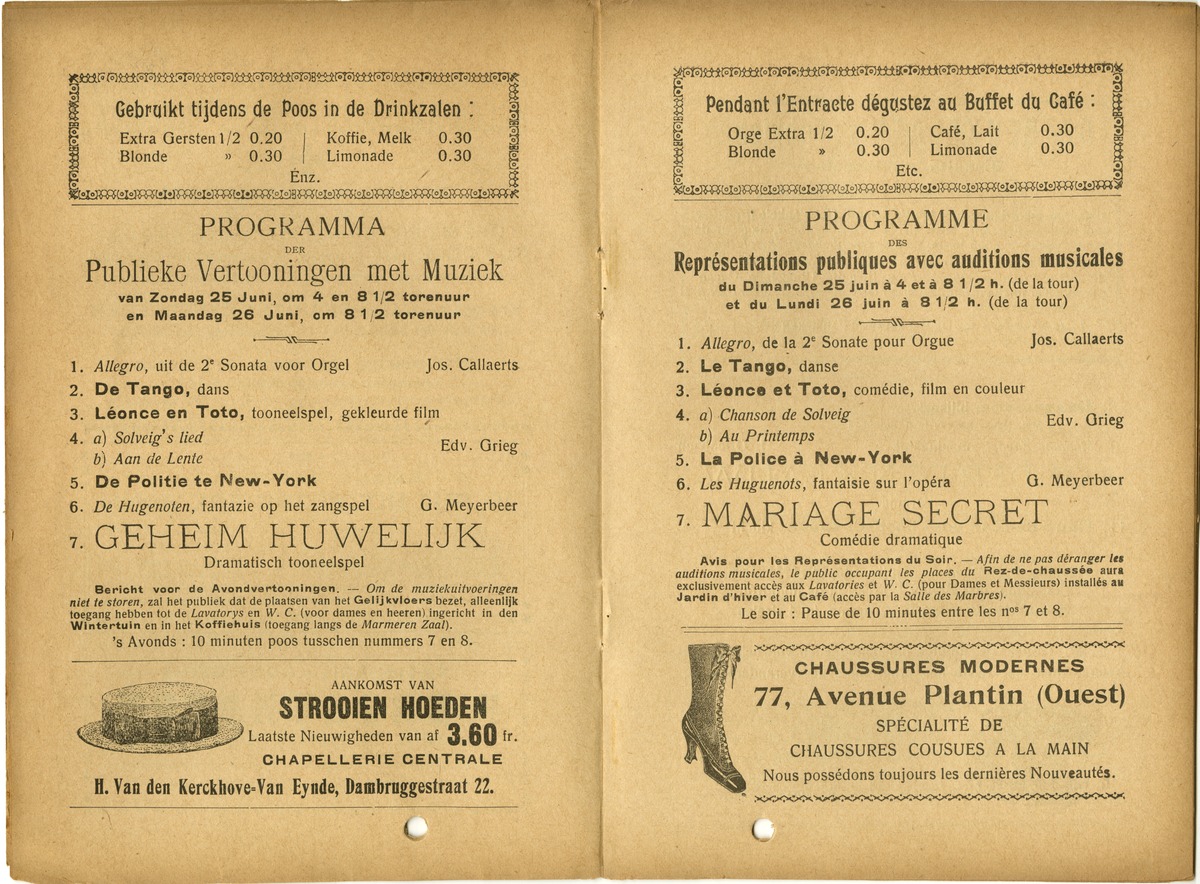 Gebruikt tijdens de Poos in de Drinkzalen :
Extra Gersten 1/2 0.20 | Koffie, Melk 0.30
Blonde » 0.30 | Limonade 0.30
Enz.
PROGRAMMA
DER
Publieke Vertooningen met Muziek
van Zondag 25 Juni, om 4 en 8 1/2 torenuur
en Maandag 26 Juni, om 8 1/2 torenuur
1. Allegro, uit de 2e Sonata voor Orgel Jos. Callaerts
2. De Tango, dans
3. Léonce en Toto, tooneelspel, gekleurde film
4. a) Solveig's lied
Edv. Grieg
b) Aan de Lente
5. De Politie te New-York
6. De Hugenoten, fantazie op het zangspel G. Meyerbeer
7. GEHEIM HUWELIJK
Dramatisch tooneelspel
Bericht voor de Avondvertooningen. — Om de muziekuitvoeringen
niet te storen, zal het publiek dat de plaatsen van het Gelijkvloers bezet, alleenlijk
toegang hebben tot de Lavatorys en W. C. (voor dames en heeren) ingericht in den
Wintertuin en in het Koffiehuis (toegang langs de Marmeren Zaal).
's Avonds : 10 minuten poos tusschen nummers 7 en 8.
AANKOMST VAN
STROOIEN HOEDEN
Laatste Nieuwigheden van af 3.60 fr.
CHAPELLERIE CENTRALE
H. Van den Kerckhove-Van Eynde, Dambruggestraat 22.
Pendant l'Entracte dégustez au Buffet du Café :
Orge Extra 1/2 0.20 | Café, Lait 0.30
Blonde » 0.30 | Limonade 0.30
Etc.
PROGRAMME
DES
Représentations publiques avec auditions musicales
du Dimanche 25 juin à 4 et à 8 1/2 h. (de la tour)
et du Lundi 26 juin à 8 1/2 h. (de la tour)
1. Allegro, de la 2e Sonate pour Orgue Jos. Callaerts
2. Le Tango, danse
3. Léonce et Toto, comédie, film en couleur
4. a) Chanson de Solveig
Edv. Grieg
b) Au Printemps
5. La Police à New-York
6. Les Huguenots, fantaisie sur l'opéra G. Meyerbeer
7. MARIAGE SECRET
Comédie dramatique
Avis pour les Représentations du Soir. — Afin de ne pas déranger les
auditions musicales, le public occupant les places du Rez-de-chaussée aura
exclusivement accès aux Lavatories et W. C. (pour Dames et Messieurs) installés au
Jardin d'hiver et au Café (accès par la Salle des Marbres).
Le soir : Pause de 10 minutes entre les nos 7 et 8.
CHAUSSURES MODERNES
77, Avenue Plantin (Ouest)
SPÉCIALITÉ DE
CHAUSSURES COUSUES A LA MAIN
Nous possédons toujours les dernières Nouveautés.